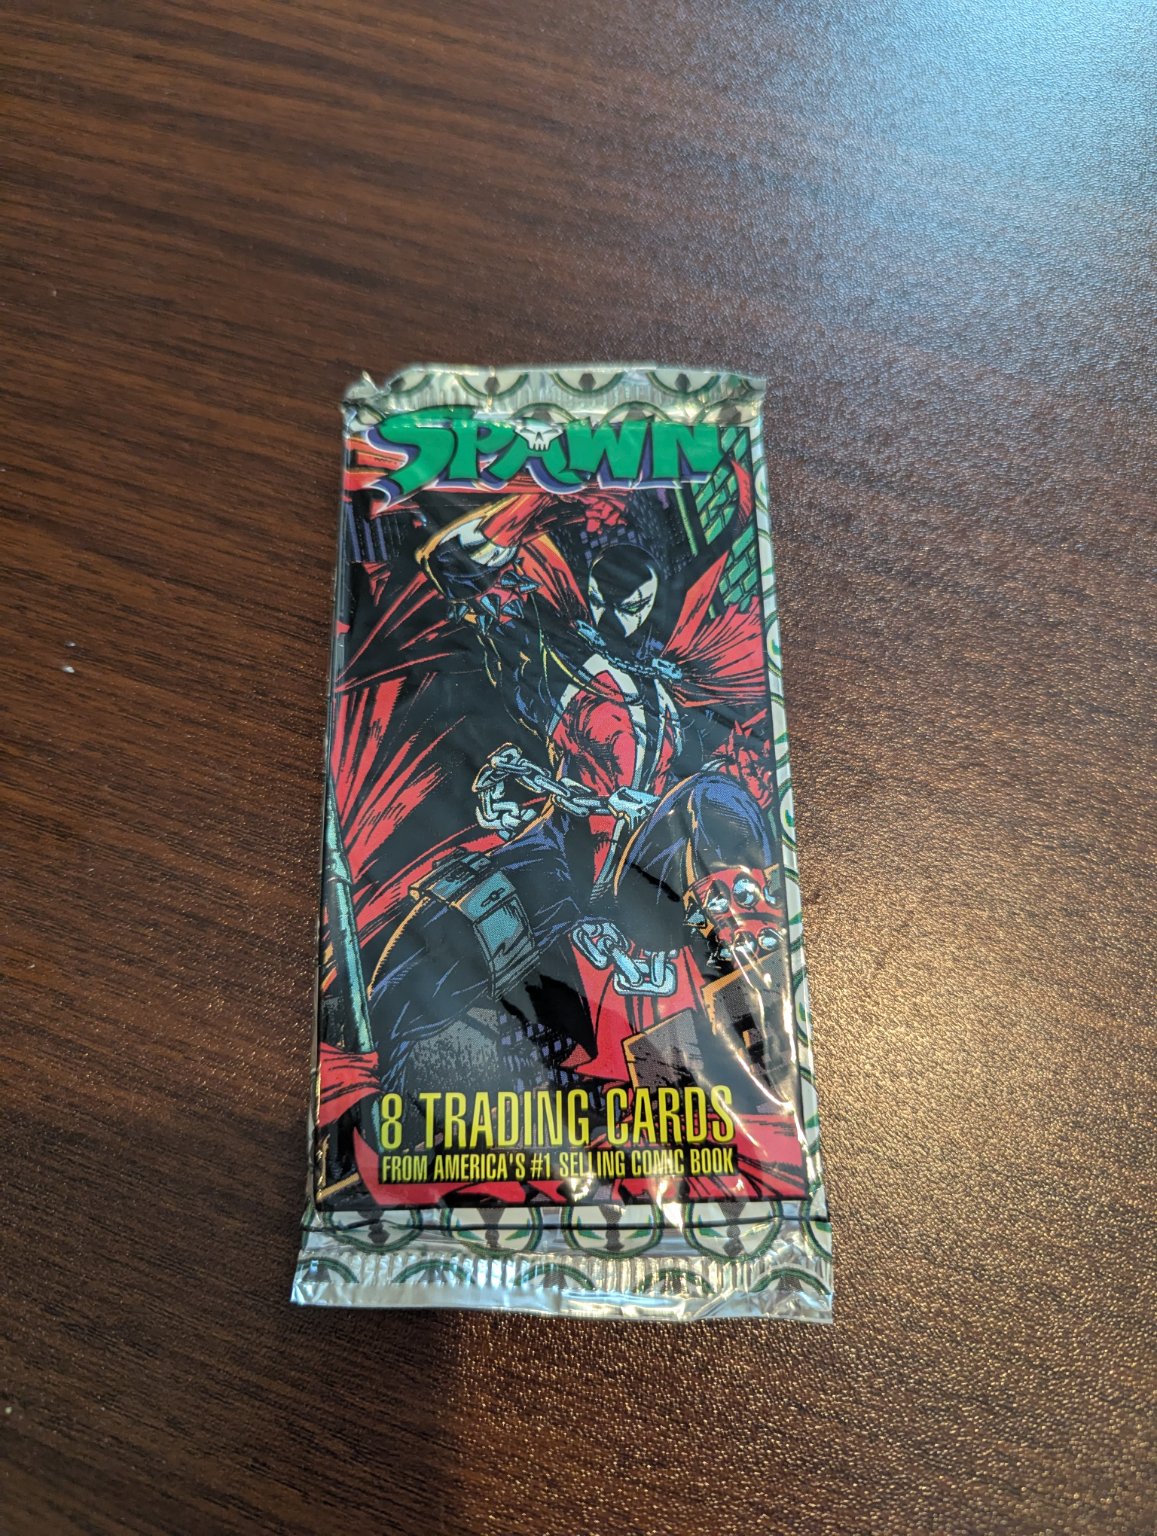 SPAWN
8 TRADING CARDS
FROM AMERICA'S #1 SELLING COMIC BOOK